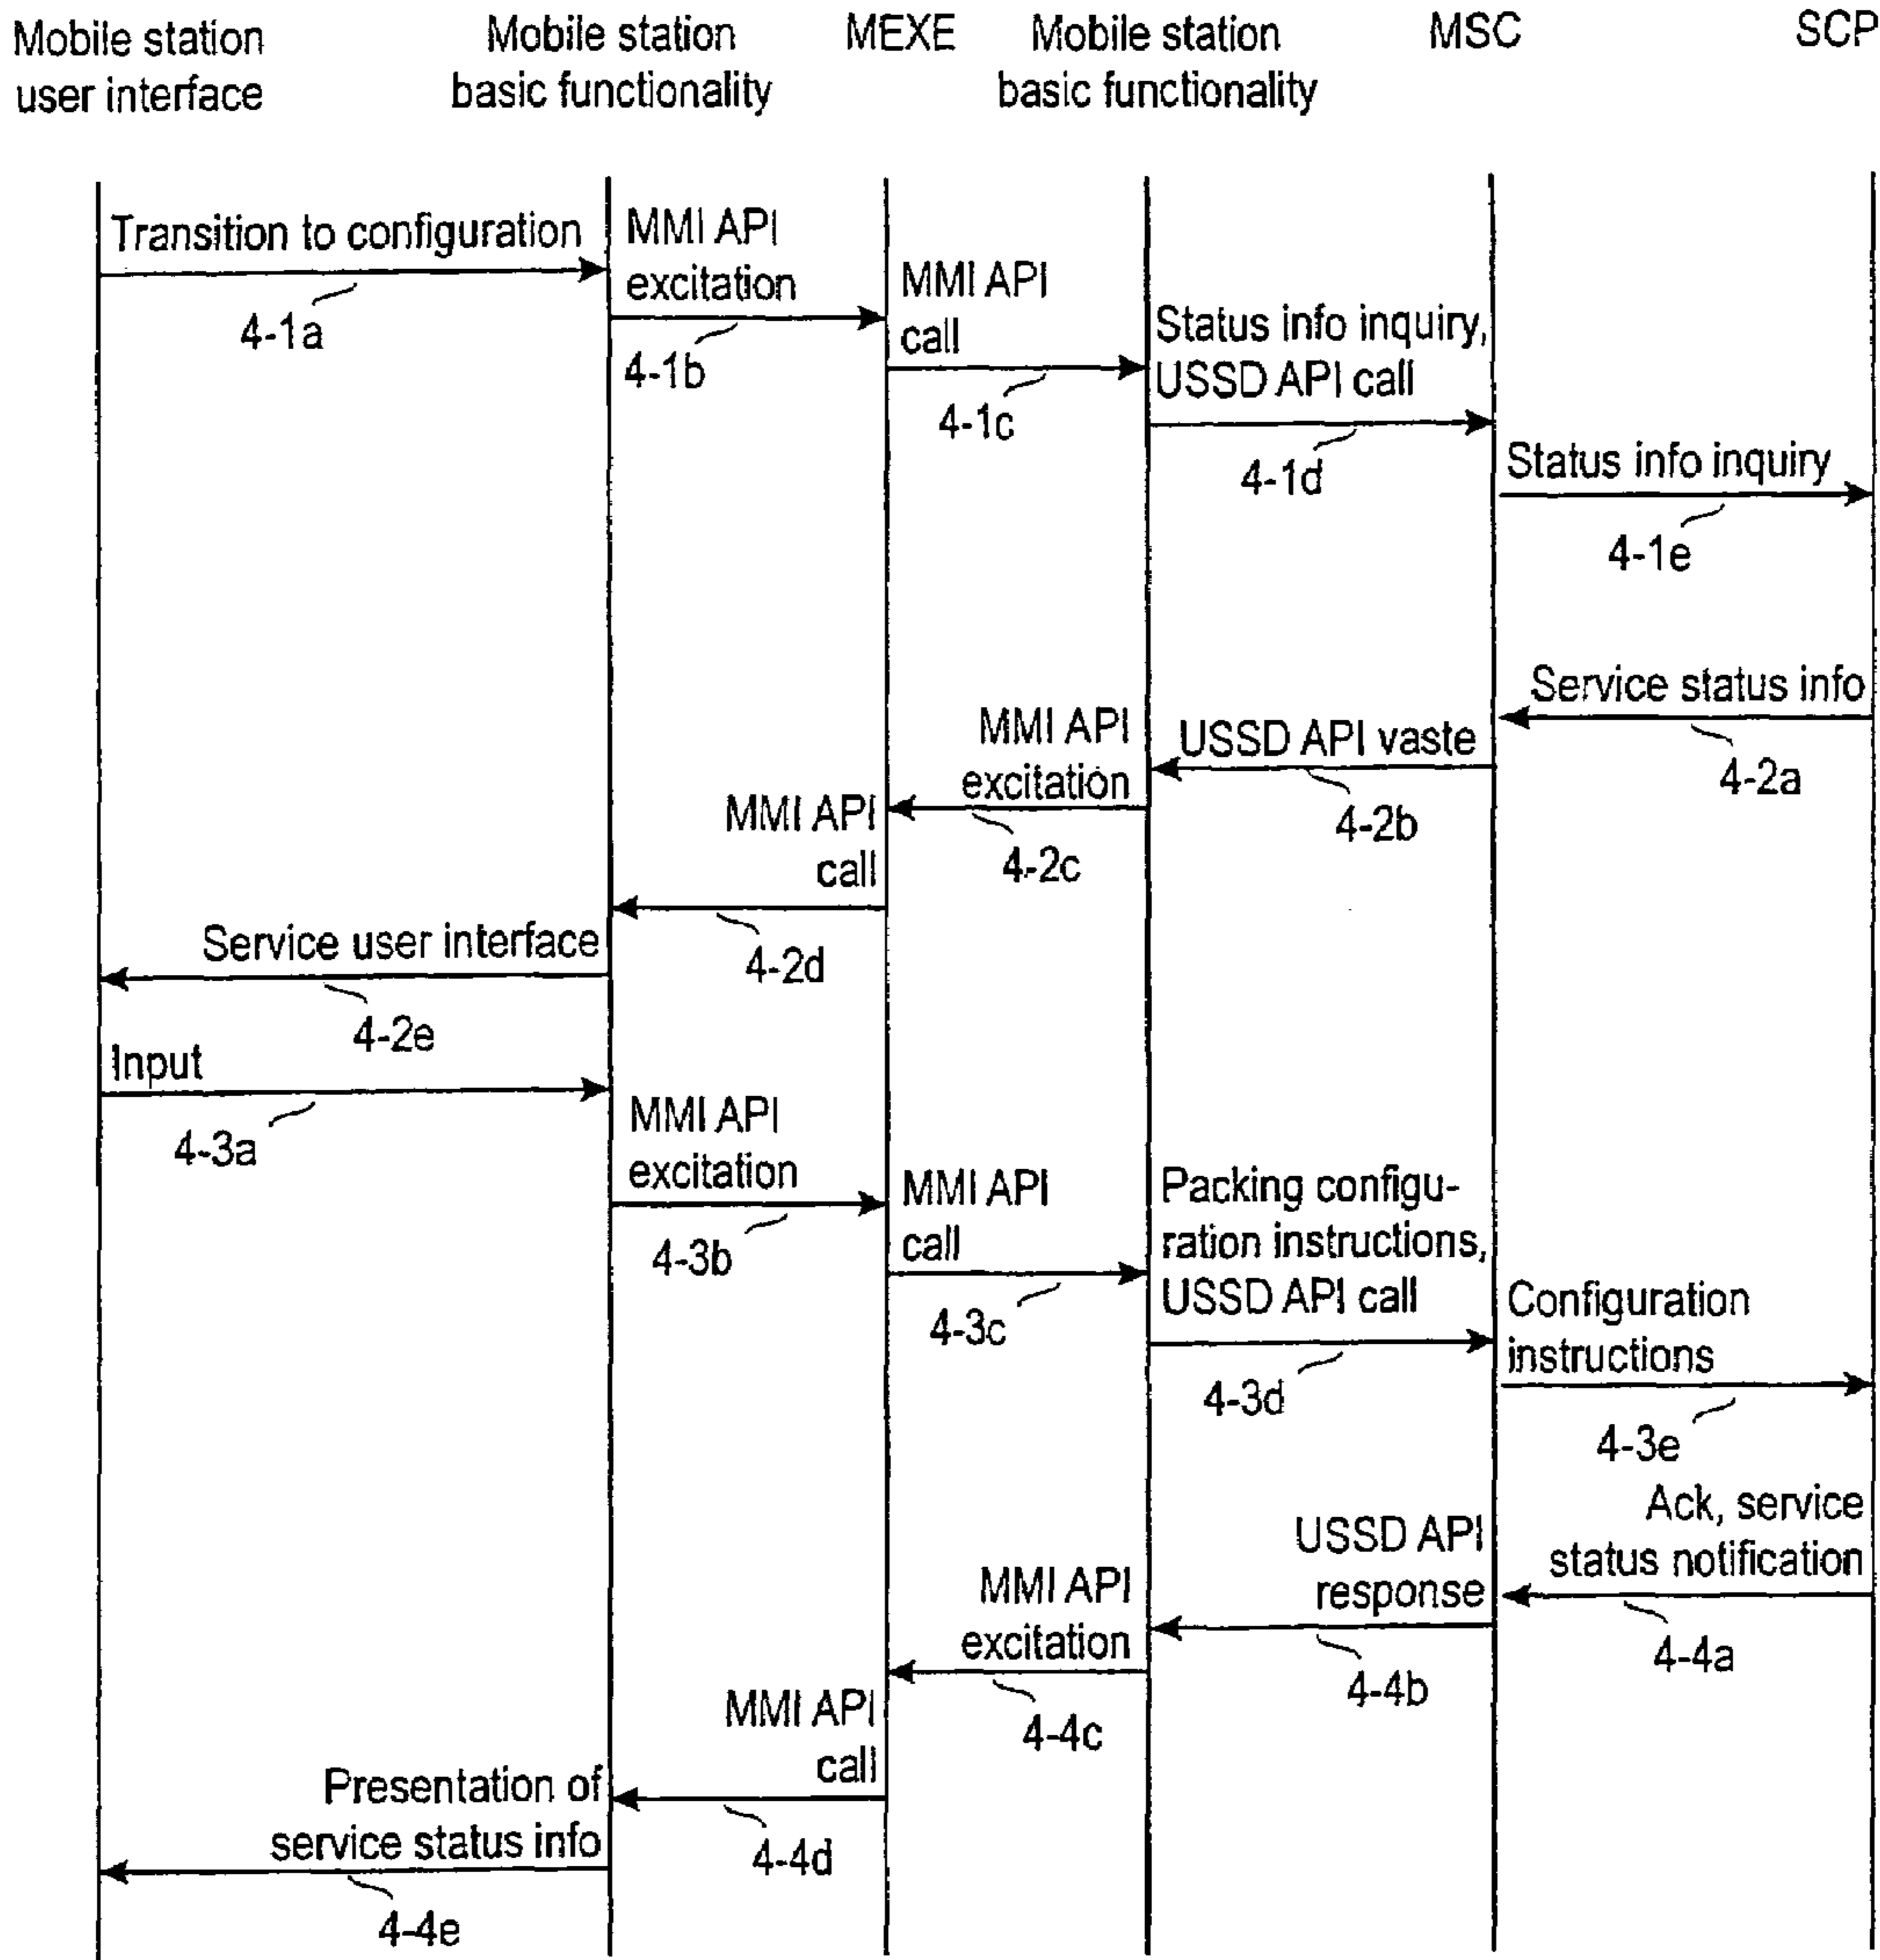 Mobile station
user interface
Mobile station
basic functionality
MEXE
Mobile station
basic functionality
MSC
SCP
Transition to configuration
4-1a
MMI API
excitation
4-1b
MMI API
call
4-1c
Status info inquiry,
USSD API call
4-1d
Status info inquiry
4-1e
Service status info
4-2a
USSD API vaste
4-2b
MMI API
excitation
4-2c
MMI API
call
4-2d
Service user interface
4-2e
Input
4-3a
MMI API
excitation
4-3b
MMI API
call
4-3c
Packing configu-
ration instructions,
USSD API call
4-3d
Configuration
instructions
4-3e
Ack, service
status notification
4-4a
USSD API
response
4-4b
MMI API
excitation
4-4c
MMI API
call
4-4d
Presentation of
service status info
4-4e